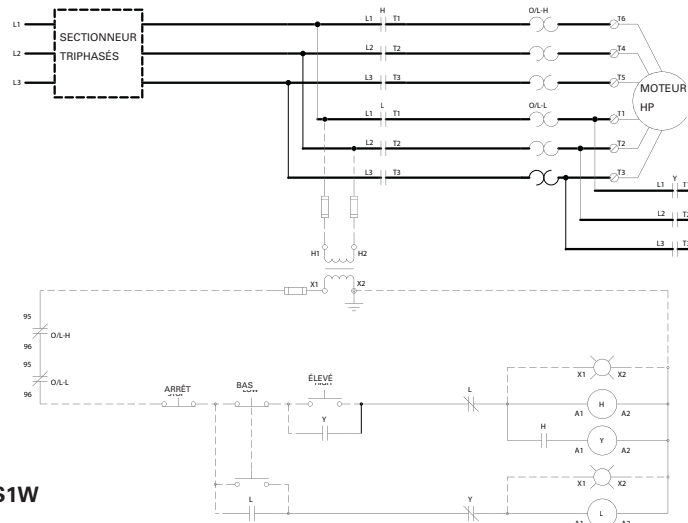 H
O/L-H
L1
L1 T1
T6
SECTIONNEUR
L2
L2 T2
T4
TRIPHASÉS
L3
L3 T3
T5
MOTEUR
L
O/L-L
HP
L1 T1
T1
L2 T2
T2
L3 T3
T3
Y
L1
L2
L3
H1 H2
X1 X2
95
O/L-H
96
95
O/L-L
96
ARRÊT
BAS
ÉLEVÉ
L
X1 X2
H
A1 A2
Y
H
Y
A1 A2
S1W
L
Y
X1 X2
L
A1 A2